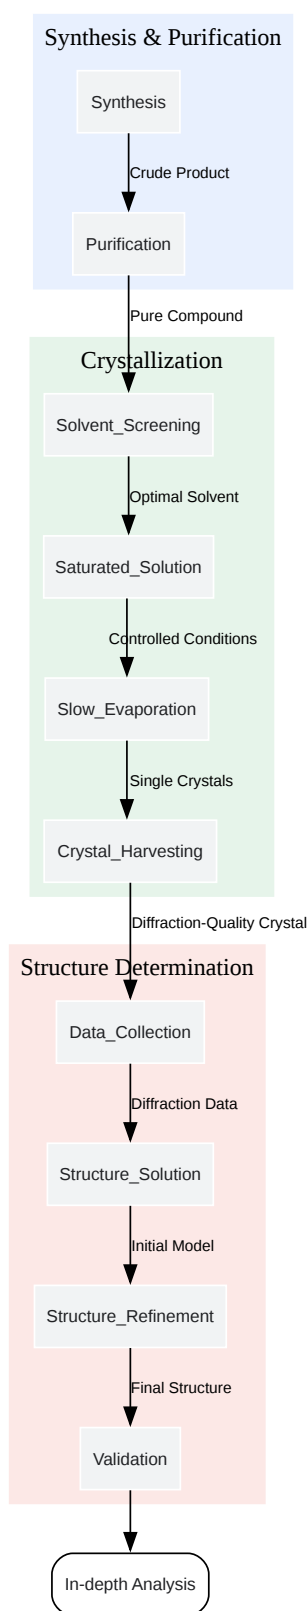 Synthesis & Purification
Synthesis
Crude Product
Purification
Pure Compound
Crystallization
Solvent_Screening
Optimal Solvent
Saturated_Solution
Controlled Conditions
Slow_Evaporation
Single Crystals
Crystal_Harvesting
Diffraction-Quality Crystal
Structure Determination
Data_Collection
Diffraction Data
Structure_Solution
Initial Model
Structure_Refinement
Final Structure
Validation
In-depth Analysis